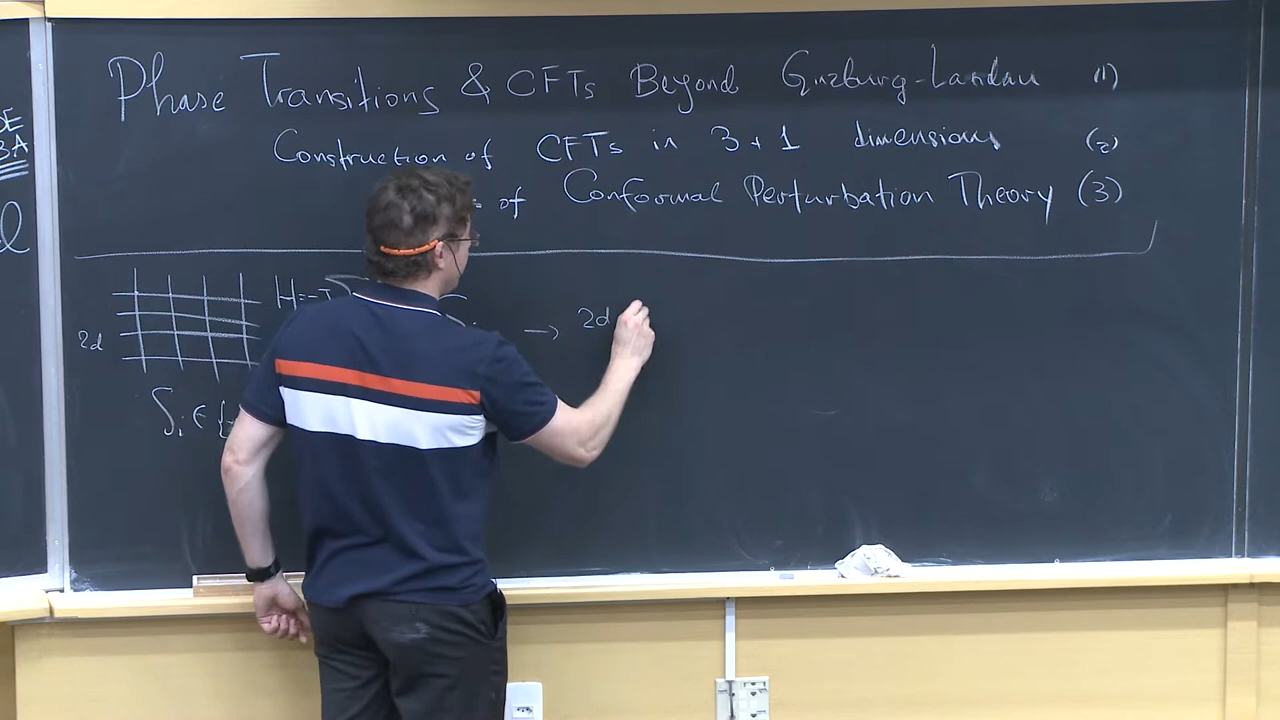 Phase Transitions & CFTs Beyond Ginzburg-Landau (1)
Construction of CFTs in 3+1 dimensions (2)
of Conformal Perturbation Theory (3)
H=-J
2d
→ 2d
S_i ∈ {